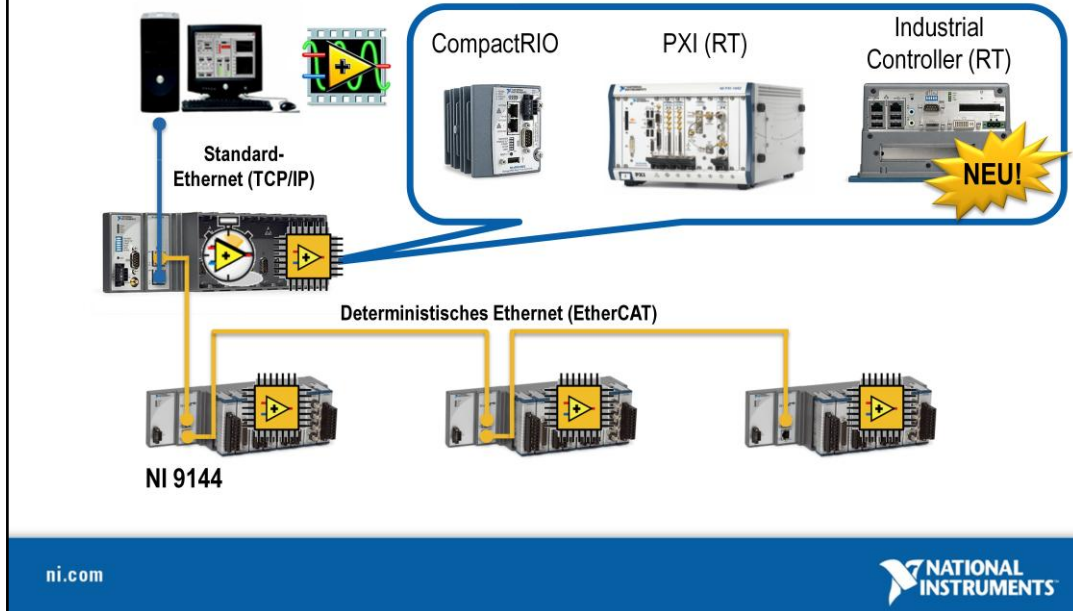 CompactRIO
PXI (RT)
Industrial
Controller (RT)
NEU!
Standard-
Ethernet (TCP/IP)
Deterministisches Ethernet (EtherCAT)
NI 9144
ni.com
NATIONAL
INSTRUMENTS